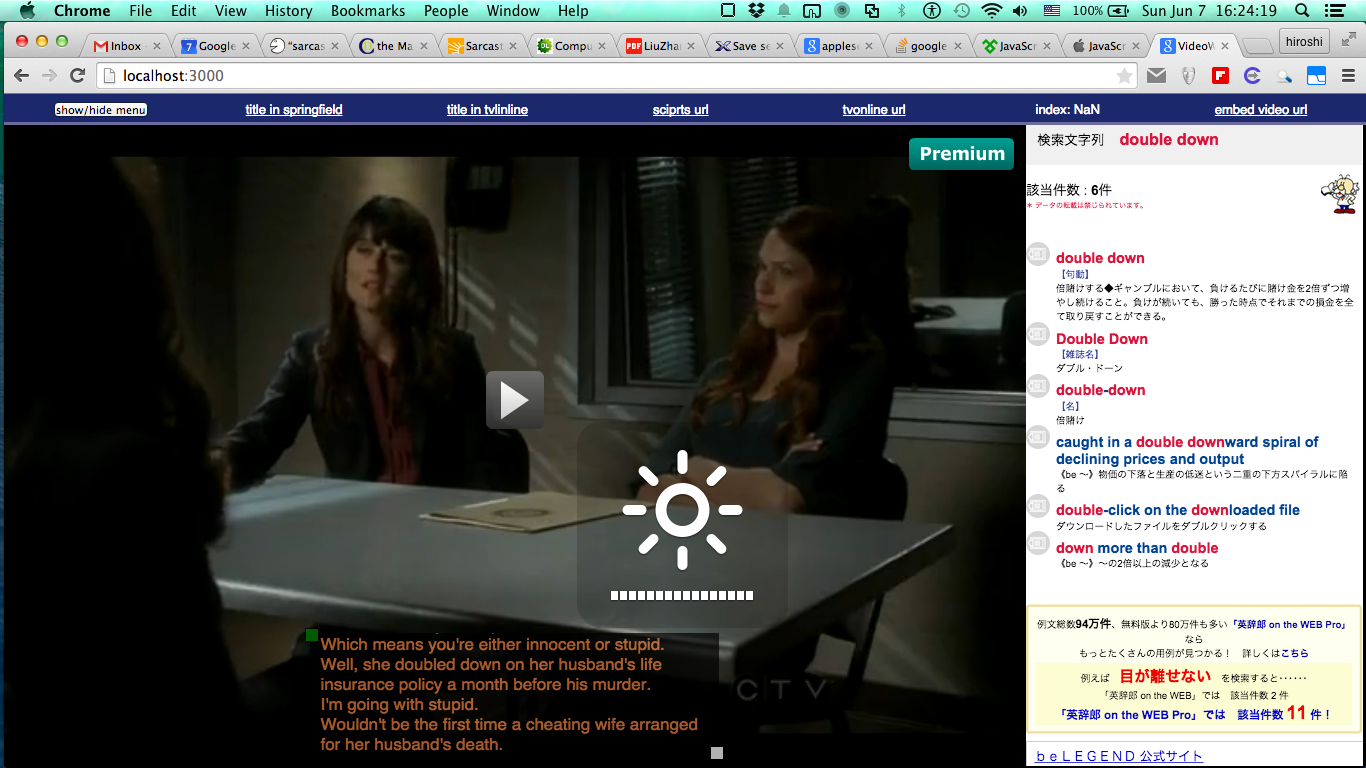 Chrome File Edit View History Bookmarks People Window Help 100% Sun Jun 7 16:24:19
Inbox Google "sarcas the Ma Sarcast Compu LiuZhar Save se applesc google JavaScr JavaScr VideoW hiroshi
localhost:3000
show/hide menu title in springfield title in tvlinline sciprts url tvonline url index: NaN embed video url
Premium
CTV
Which means you're either innocent or stupid.
Well, she doubled down on her husband's life
insurance policy a month before his murder.
I'm going with stupid.
Wouldn't be the first time a cheating wife arranged
for her husband's death.
検索文字列 double down
該当件数 : 6件
* データの転載は禁じられています。
double down
【句動】
倍賭けする◆ギャンブルにおいて、負けるたびに賭け金を2倍ずつ増
やし続けること。負けが続いても、勝った時点でそれまでの損金を全
て取り戻すことができる。
Double Down
【雑誌名】
ダブル・ドーン
double-down
【名】
倍賭け
caught in a double downward spiral of
declining prices and output
《be ～》物価の下落と生産の低迷という二重の下方スパイラルに陥
る
double-click on the downloaded file
ダウンロードしたファイルをダブルクリックする
down more than double
《be ～》～の2倍以上の減少となる
例文総数94万件、無料版より80万件も多い「英辞郎 on the WEB Pro」
なら
もっとたくさんの用例が見つかる！ 詳しくはこちら
例えば 目が離せない を検索すると‥‥‥
「英辞郎 on the WEB」では 該当件数 2 件
「英辞郎 on the WEB Pro」では 該当件数 11 件！
ｂｅＬＥＧＥＮＤ 公式サイト